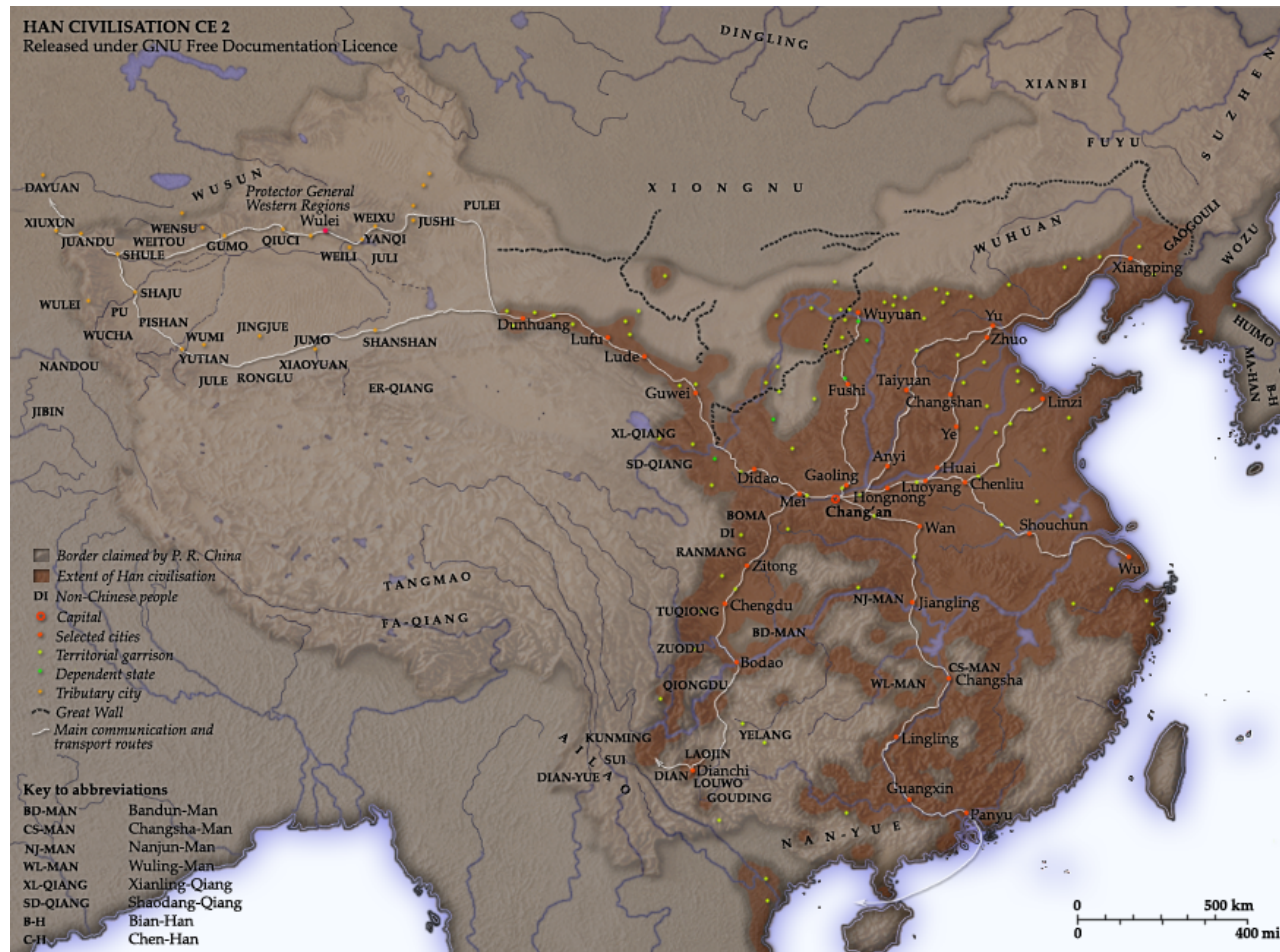 HAN CIVILISATION CE 2
Released under GNU Free Documentation Licence
DINGLING
XIANBI
SUZHEN
FUYU
XIONGNU
WUSUN
DAYUAN
Protector General
Western Regions
Wulei
PULEI
XIUXUN
JUANDU
WENSU
WEITOU
SHULE
GUMO
QIUCI
WEIXU
YANQI
WEILI
JULI
JUSHI
WUHUAN
GAOGOULI
WOZU
Xiangping
WULEI
SHAJU
PU
WUCHA
PISHAN
WUMI
JINGJUE
JUMO
SHANSHAN
YUTIAN
XIAOYUAN
JULE
RONGLU
NANDOU
JIBIN
ER-QIANG
Dunhuang
Lufu
Lude
Guwei
Wuyuan
Yu
Zhuo
HUIMO
MA-HAN
B-H
Fushi
Taiyuan
Changshan
Linzi
Ye
XL-QIANG
SD-QIANG
Didao
Anyi
Huai
Gaoling
Luoyang
Chenliu
Mei
Hongnong
Chang'an
BOMA
DI
RANMANG
Wan
Shouchun
Wu
Zitong
TANGMAO
FA-QIANG
TUQIONG
Chengdu
NJ-MAN
Jiangling
BD-MAN
ZUODU
Bodao
QIONGDU
WL-MAN
CS-MAN
Changsha
KUNMING
SUI
AILAO
DIAN-YUE
YELANG
LAOJIN
DIAN
Dianchi
LOUWO
GOUDING
Lingling
Guangxin
Panyu
NAN-YUE
Border claimed by P. R. China
Extent of Han civilisation
DI Non-Chinese people
Capital
Selected cities
Territorial garrison
Dependent state
Tributary city
Great Wall
Main communication and
transport routes
Key to abbreviations
BD-MAN Bandun-Man
CS-MAN Changsha-Man
NJ-MAN Nanjun-Man
WL-MAN Wuling-Man
XL-QIANG Xianling-Qiang
SD-QIANG Shaodang-Qiang
B-H Bian-Han
C-H Chen-Han
0 500 km
0 400 mi